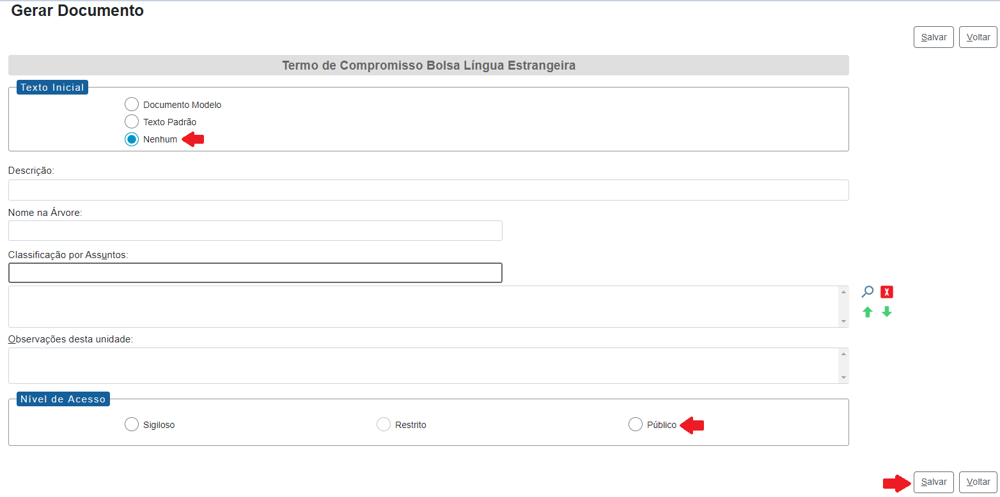 Gerar Documento
Salvar Voltar
Termo de Compromisso Bolsa Língua Estrangeira
Texto Inicial
Documento Modelo
Texto Padrão
Nenhum
Descrição:
Nome na Árvore:
Classificação por Assuntos:
X
Observações desta unidade:
Nível de Acesso
Sigiloso Restrito Público
Salvar Voltar